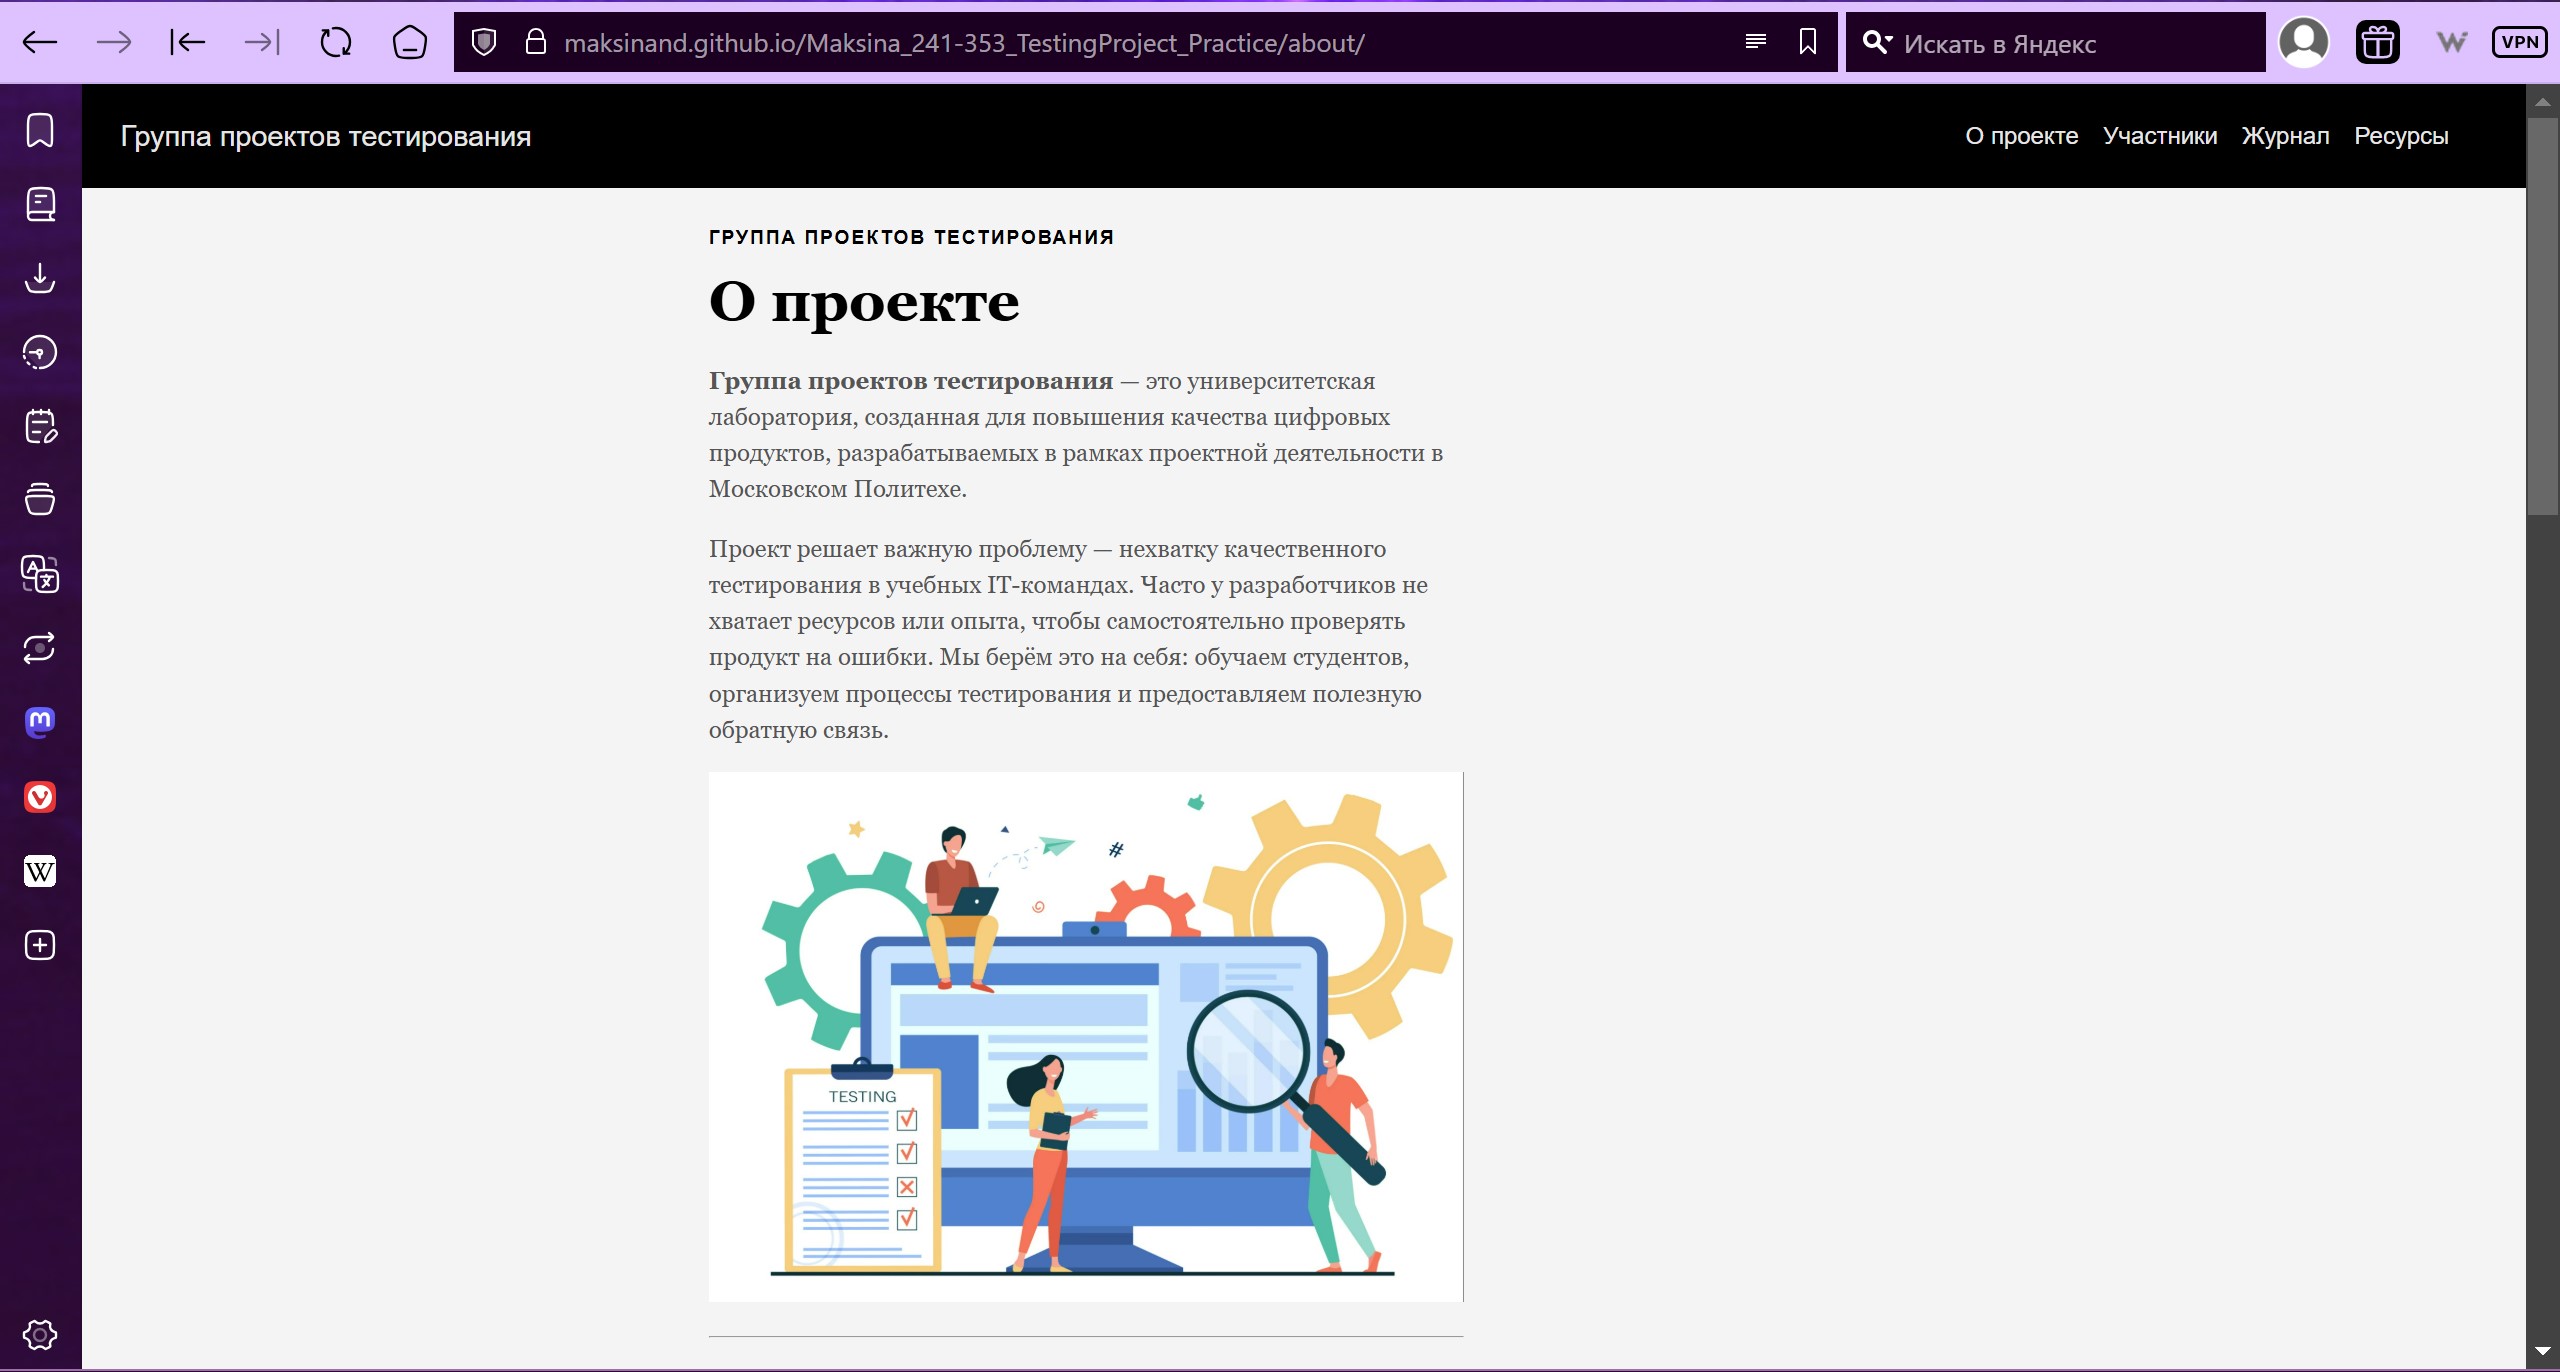 maksinand.github.io/Maksina_241-353_TestingProject_Practice/about/
Искать в Яндекс
VPN
Группа проектов тестирования
О проекте Участники Журнал Ресурсы
ГРУППА ПРОЕКТОВ ТЕСТИРОВАНИЯ
О проекте
Группа проектов тестирования — это университетская
лаборатория, созданная для повышения качества цифровых
продуктов, разрабатываемых в рамках проектной деятельности в
Московском Политехе.
Проект решает важную проблему — нехватку качественного
тестирования в учебных IT-командах. Часто у разработчиков не
хватает ресурсов или опыта, чтобы самостоятельно проверять
продукт на ошибки. Мы берём это на себя: обучаем студентов,
организуем процессы тестирования и предоставляем полезную
обратную связь.
#
TESTING